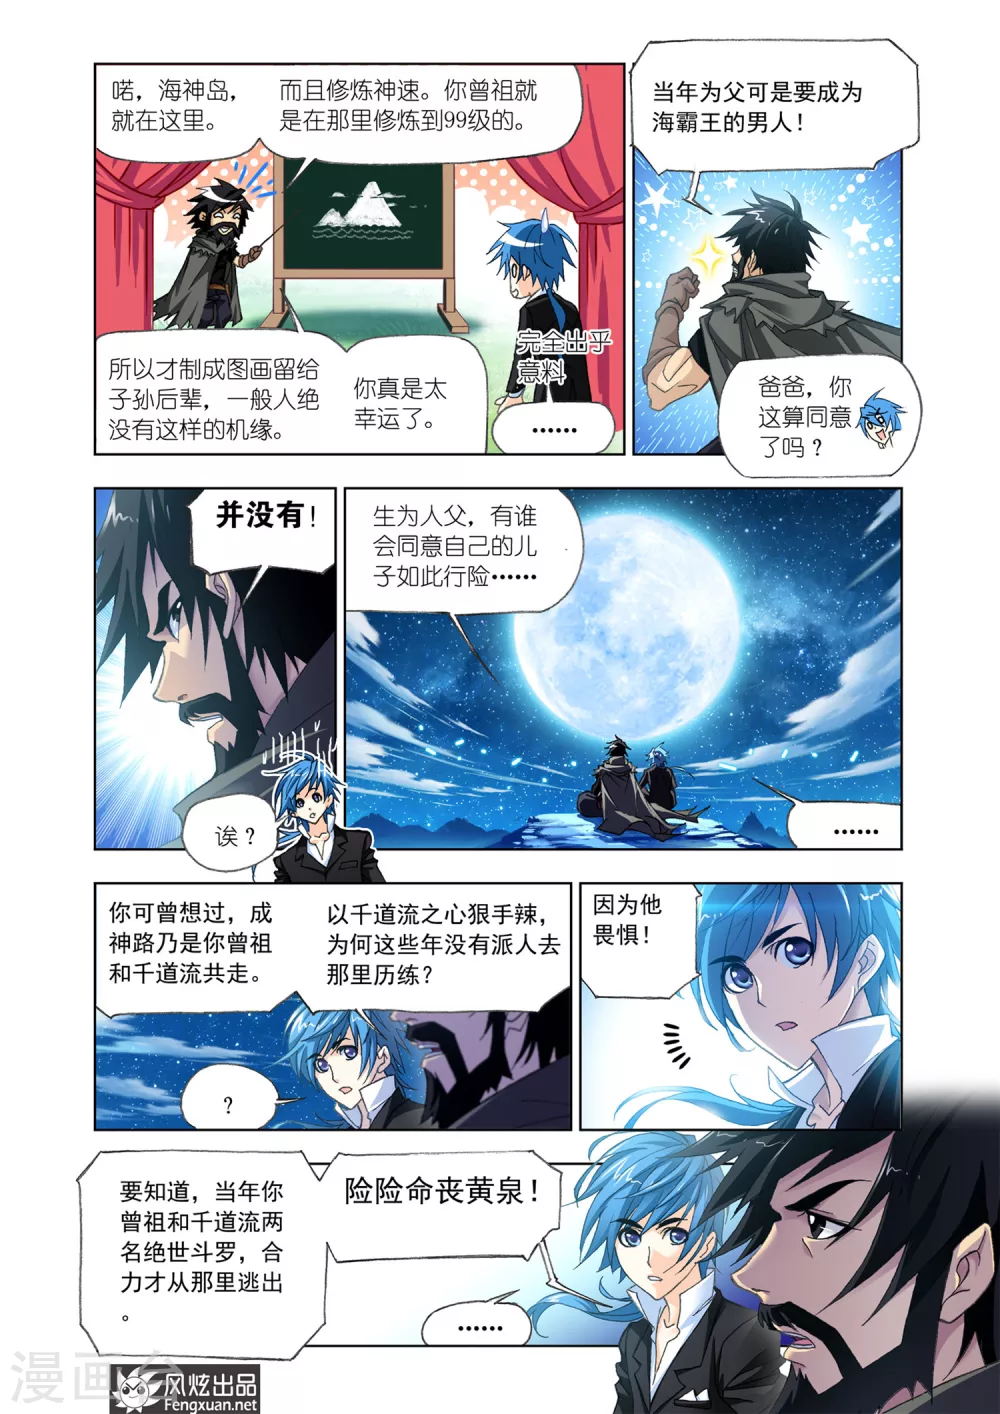 喏，海神岛，
就在这里。
而且修炼神速。你曾祖就
是在那里修炼到99级的。
所以才制成图画留给
子孙后辈，一般人绝
没有这样的机缘。
你真是太
幸运了。
完全出乎
意料
……
当年为父可是要成为
海霸王的男人！
爸爸，你
这算同意
了吗？
并没有！
诶？
生为人父，有谁
会同意自己的儿
子如此行险……
……
你可曾想过，成
神路乃是你曾祖
和千道流共走。
以千道流之心狠手辣，
为何这些年没有派人去
那里历练？
？
因为他
畏惧！
要知道，当年你
曾祖和千道流两
名绝世斗罗，合
力才从那里逃出
。
险险命丧黄泉！
……
漫画台
风炫出品
Fengxuan.net